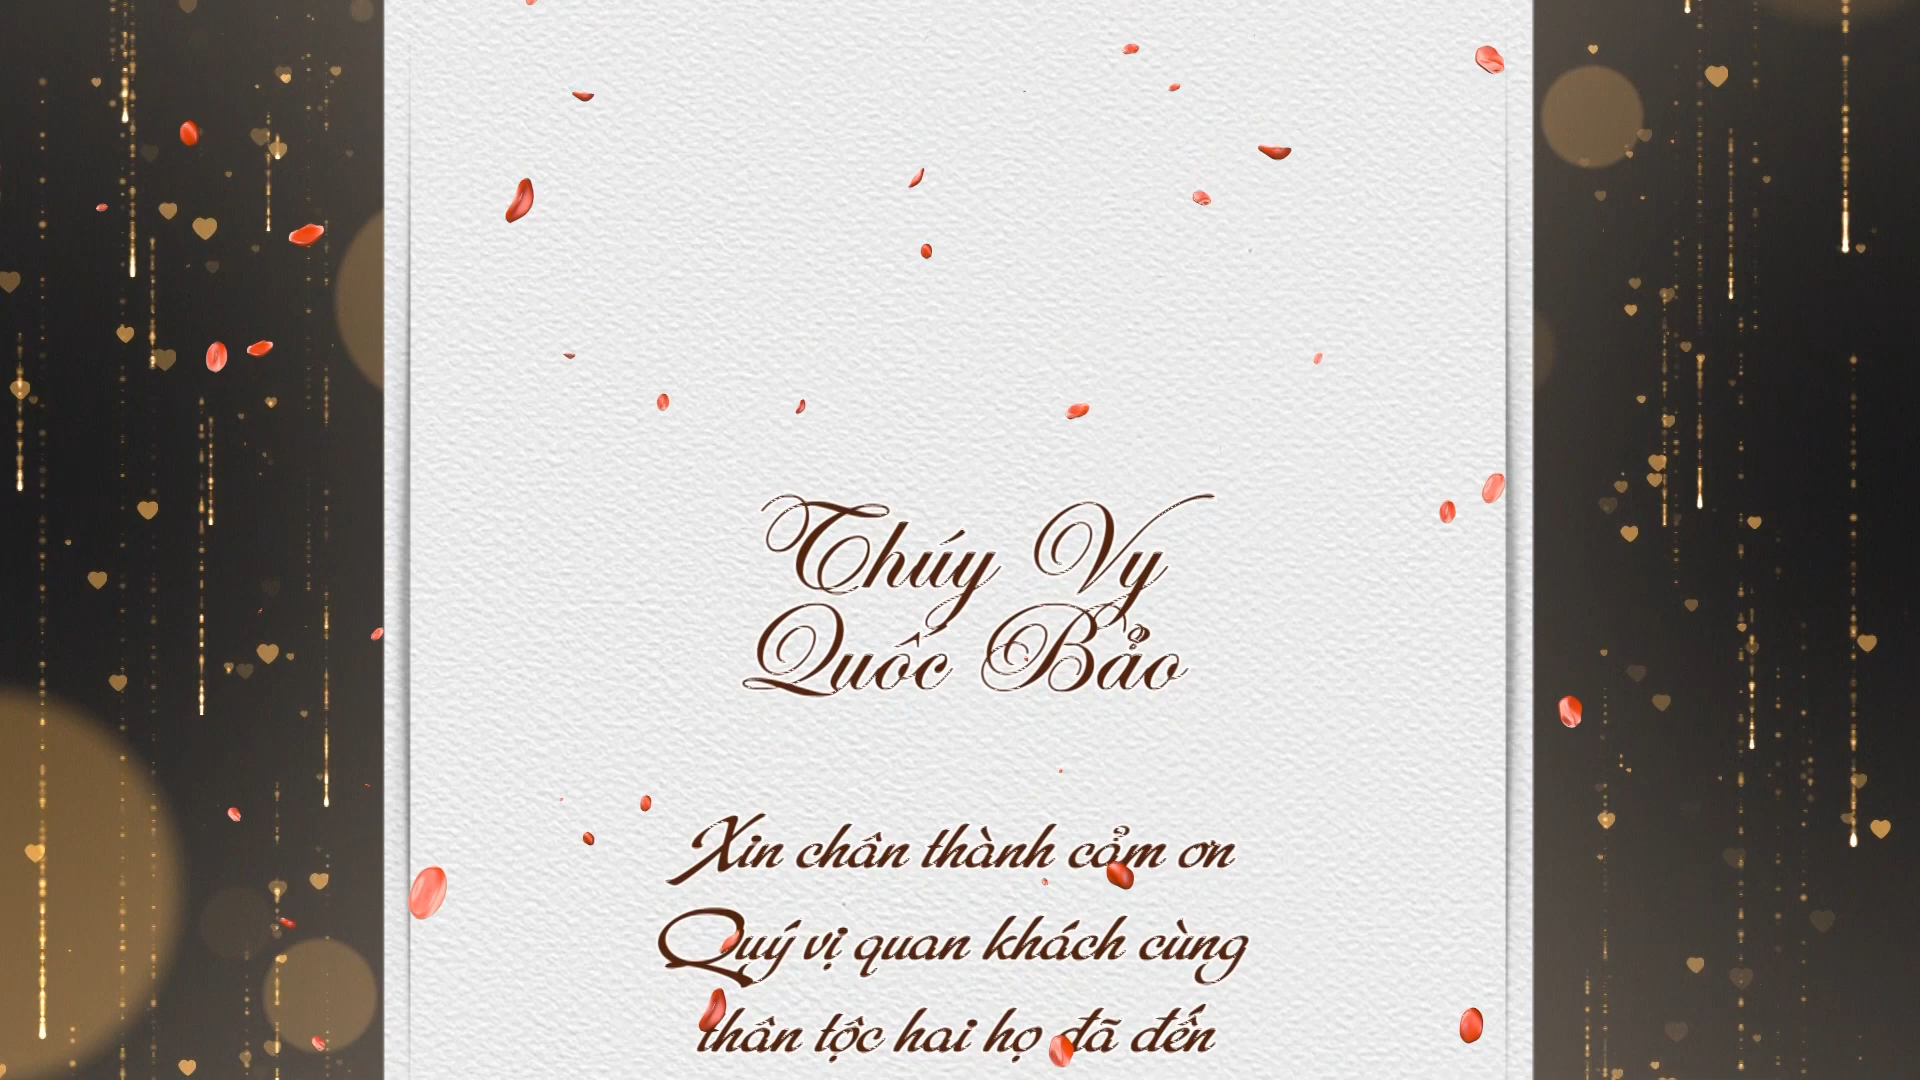 Thúy Vy
Quốc Bảo
Xin chân thành cảm ơn
Quý vị quan khách cùng
thân tộc hai họ đã đến